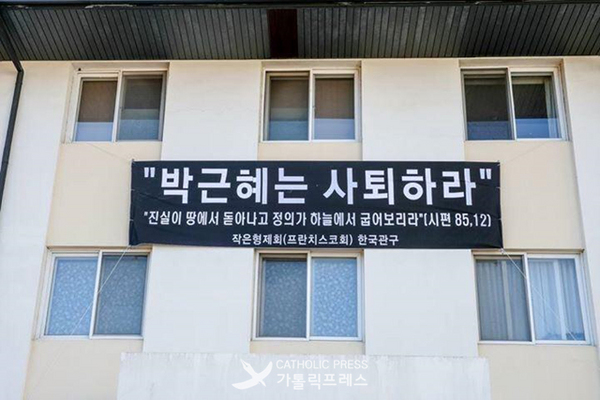 "박근혜는 사퇴하라"
"진실이 땅에서 돋아나고 정의가 하늘에서 굽어보리라"(시편 85,12)
작은형제회(프란치스코회) 한국관구
CATHOLIC PRESS
가톨릭프레스